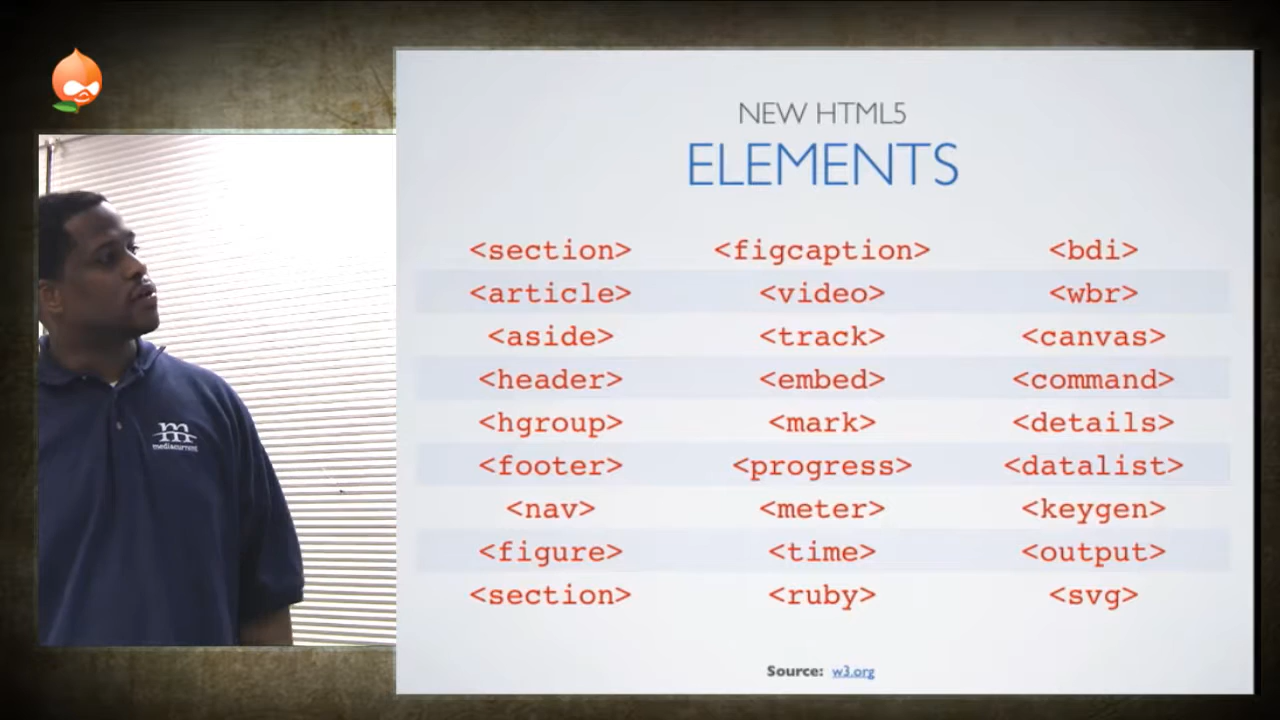 NEW HTML5
ELEMENTS
<section> <figcaption> <bdi>
<article> <video> <wbr>
<aside> <track> <canvas>
<header> <embed> <command>
<hgroup> <mark> <details>
<footer> <progress> <datalist>
<nav> <meter> <keygen>
<figure> <time> <output>
<section> <ruby> <svg>
Source: w3.org
m
mediacurrent